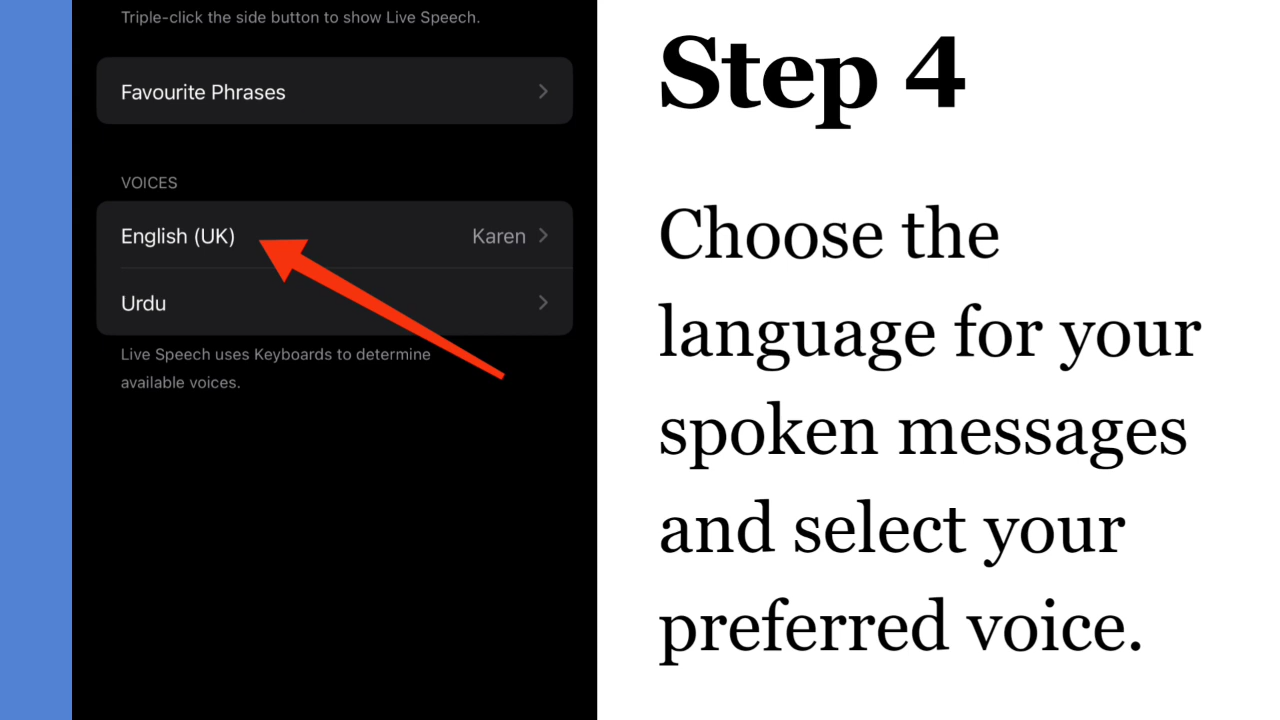 Triple-click the side button to show Live Speech.
Favourite Phrases
VOICES
English (UK) Karen
Urdu
Live Speech uses Keyboards to determine
available voices.
Step 4
Choose the
language for your
spoken messages
and select your
preferred voice.